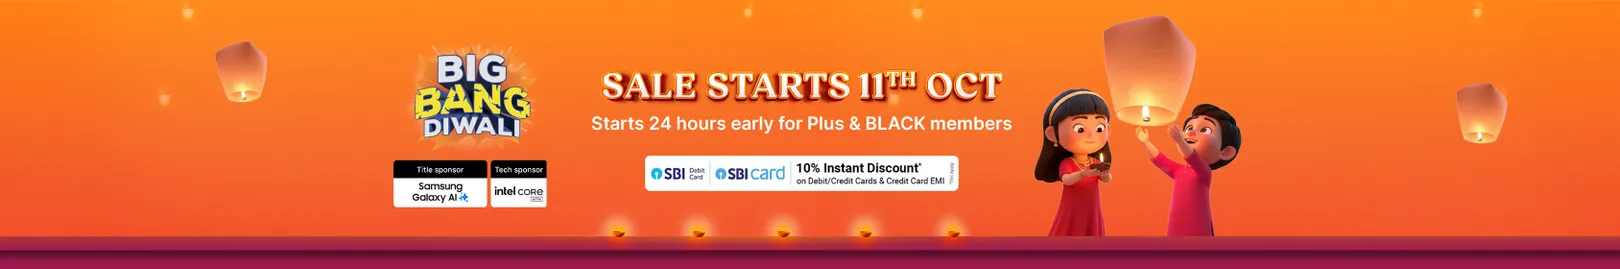 BIG
BANG
DIWALI
Title sponsor
Samsung
Galaxy AI
Tech sponsor
intel CORE
SALE STARTS 11TH OCT
Starts 24 hours early for Plus & BLACK members
SBI Debit Card
SBI card
10% Instant Discount*
on Debit/Credit Cards & Credit Card EMI